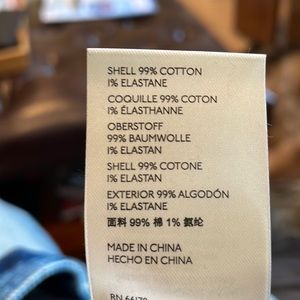 SHELL 99% COTTON
1% ELASTANE
COQUILLE 99% COTON
1% ÉLASTHANNE
OBERSTOFF
99% BAUMWOLLE
1% ELASTAN
SHELL 99% COTONE
1% ELASTAN
EXTERIOR 99% ALGODÓN
1% ELASTANE
面料 99% 棉 1% 氨纶
MADE IN CHINA
HECHO EN CHINA
RN